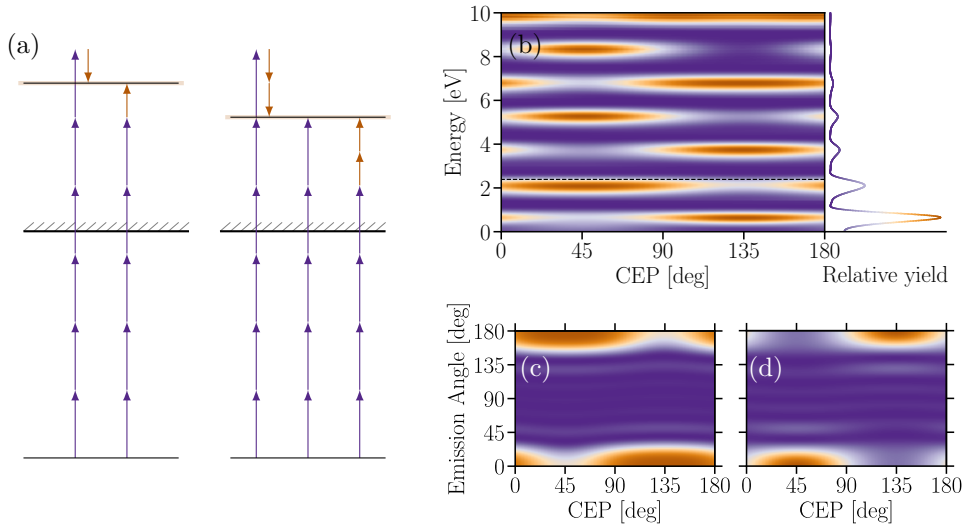 (a)
(b)
10
8
6
4
2
0
Energy [eV]
0 45 90 135 180
CEP [deg]
Relative yield
(c)
180
135
90
45
0
Emission Angle [deg]
0 45 90 135 180
CEP [deg]
(d)
0 45 90 135 180
CEP [deg]